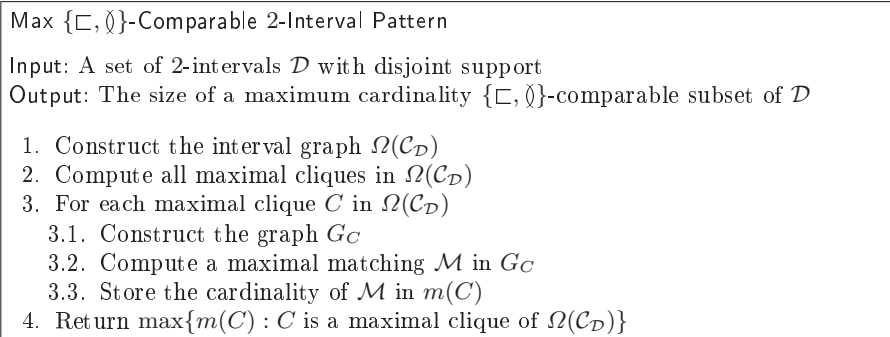 Max {⊏, ≬}-Comparable 2-Interval Pattern
Input: A set of 2-intervals 𝒟 with disjoint support
Output: The size of a maximum cardinality {⊏, ≬}-comparable subset of 𝒟
1. Construct the interval graph Ω(𝒞_𝒟)
2. Compute all maximal cliques in Ω(𝒞_𝒟)
3. For each maximal clique C in Ω(𝒞_𝒟)
3.1. Construct the graph G_C
3.2. Compute a maximal matching ℳ in G_C
3.3. Store the cardinality of ℳ in m(C)
4. Return max{m(C) : C is a maximal clique of Ω(𝒞_𝒟)}